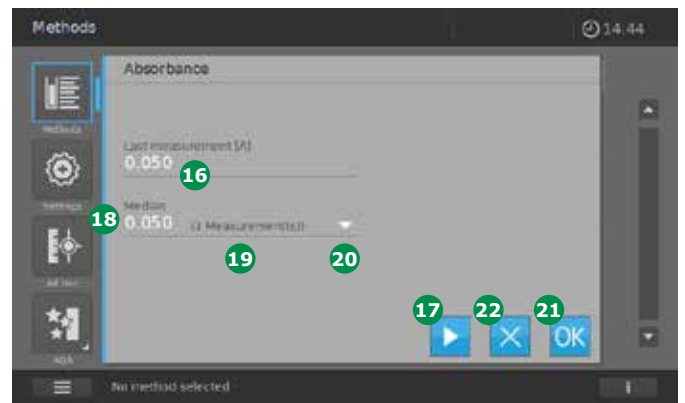 Methods
14:44
Absorbance
Methods
Last measurement [A]
0.050
16
Settings
Median
18
0.050
Measurement(s))
19
20
AQA
17
22
21
OK
No method selected
i